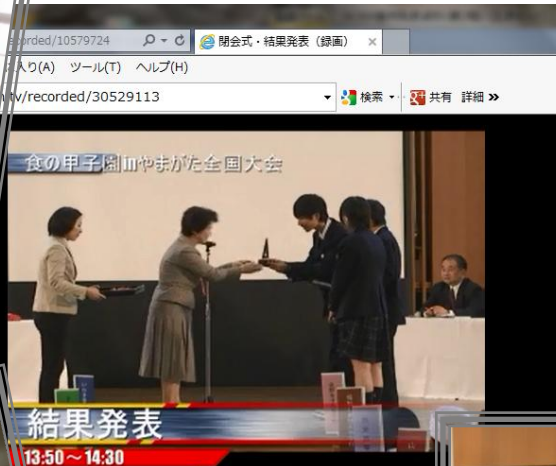 ecorded/10579724
閉会式・結果発表（録画） ×
入り(A) ツール(T) ヘルプ(H)
tv/recorded/30529113
検索
共有 詳細 »
食の甲子園inやまがた全国大会
結果発表
13:50～14:30